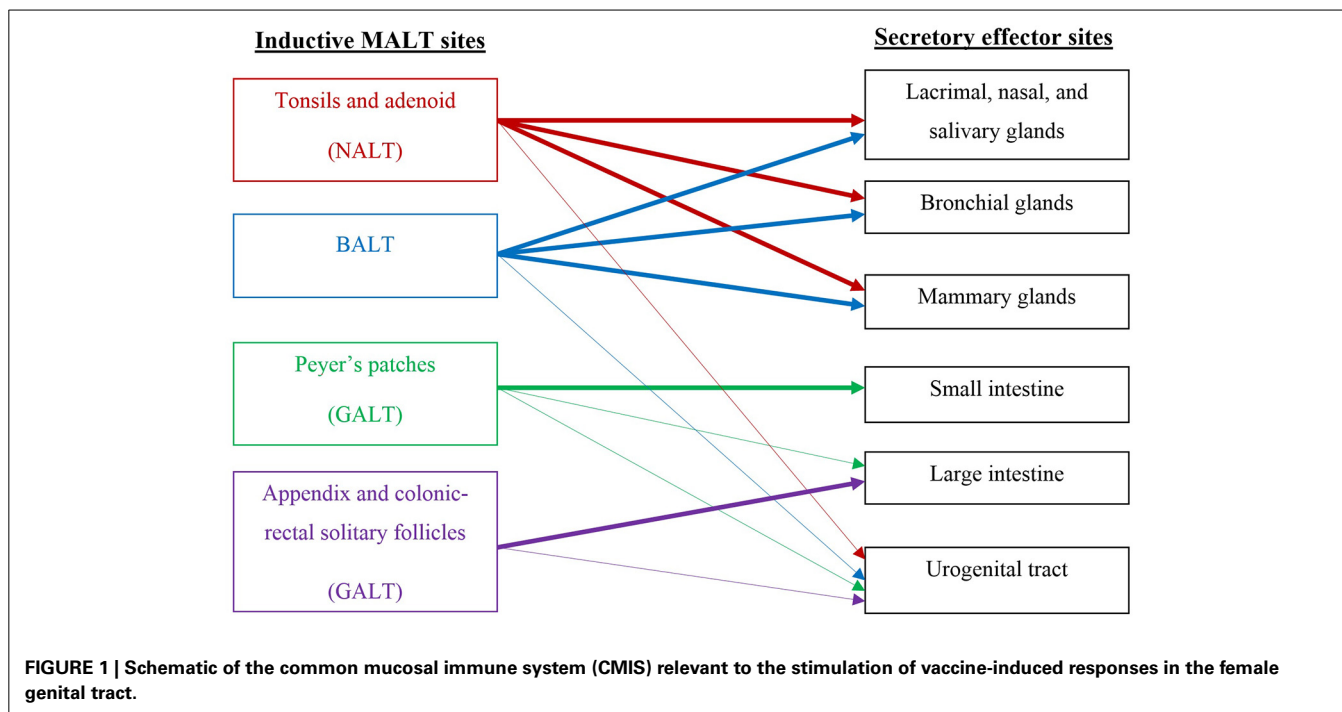 Inductive MALT sites
Secretory effector sites
Tonsils and adenoid
(NALT)
BALT
Peyer's patches
(GALT)
Appendix and colonic-
rectal solitary follicles
(GALT)
Lacrimal, nasal, and
salivary glands
Bronchial glands
Mammary glands
Small intestine
Large intestine
Urogenital tract
FIGURE 1 | Schematic of the common mucosal immune system (CMIS) relevant to the stimulation of vaccine-induced responses in the female
genital tract.